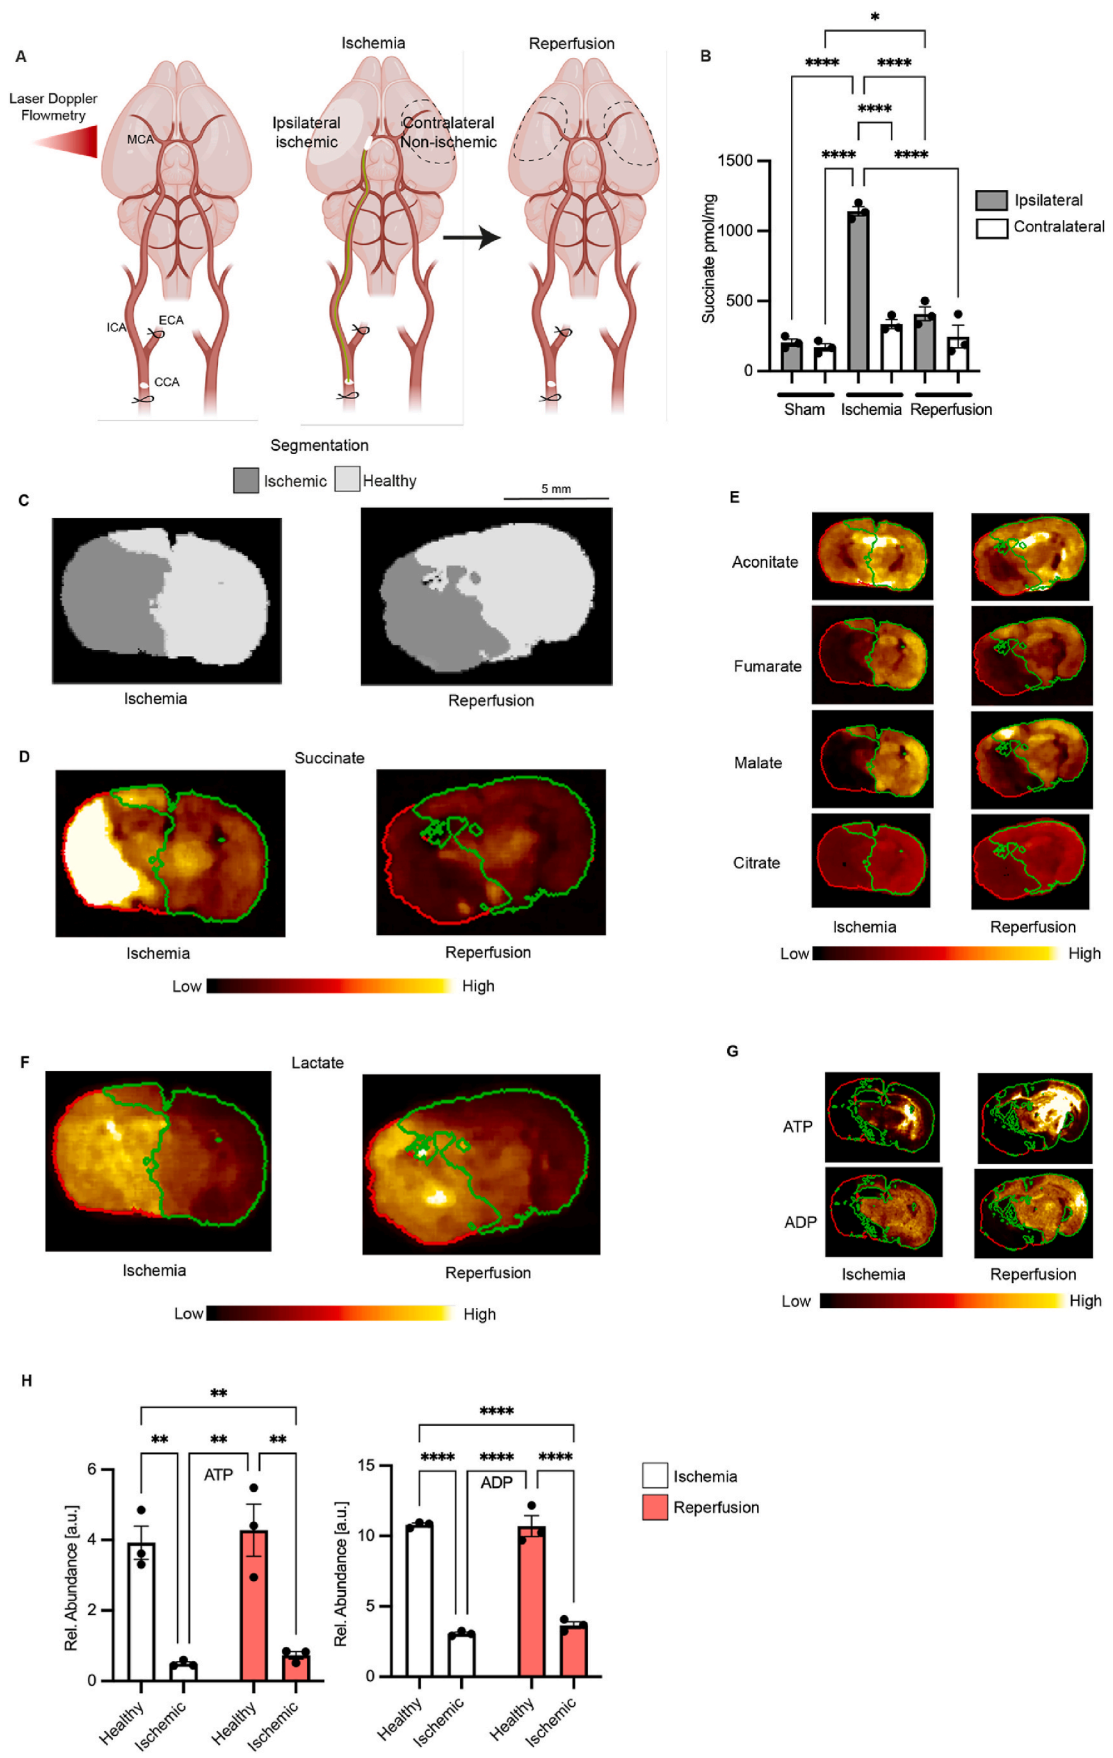 A
Laser Doppler
Flowmetry
MCA
ICA
ECA
CCA
Ischemia
Ipsilateral
ischemic
Contralateral
Non-ischemic
Reperfusion
B
*
**** ****
****
**** ****
Succinate pmol/mg
1500
1000
500
0
Ipsilateral
Contralateral
Sham Ischemia Reperfusion
Segmentation
Ischemic Healthy
C
5 mm
Ischemia Reperfusion
D
Succinate
Ischemia Reperfusion
Low High
E
Aconitate
Fumarate
Malate
Citrate
Ischemia Reperfusion
Low High
F
Lactate
Ischemia Reperfusion
Low High
G
ATP
ADP
Ischemia Reperfusion
Low High
H
**
** ** **
ATP
Rel. Abundance [a.u.]
6
4
2
0
Healthy
Ischemic
Healthy
Ischemic
****
**** **** ****
ADP
Rel. Abundance [a.u.]
15
10
5
0
Healthy
Ischemic
Healthy
Ischemic
Ischemia
Reperfusion